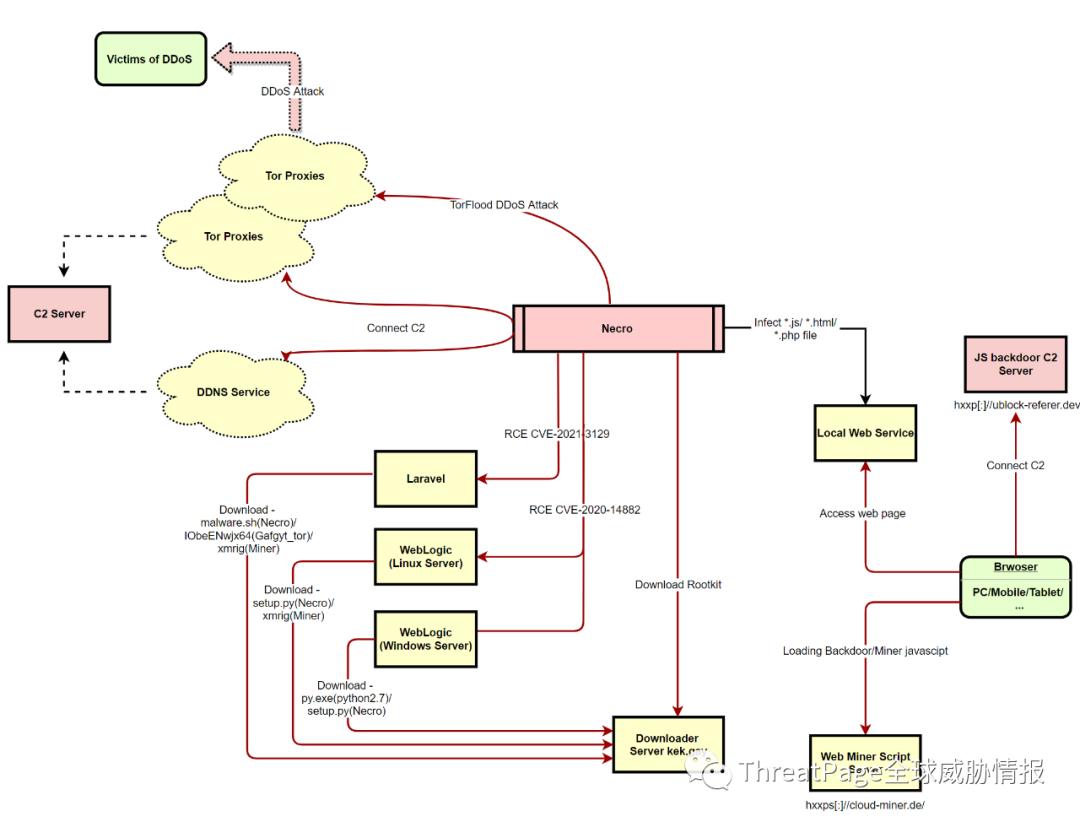 Victims of DDoS
DDoS Attack
Tor Proxies
TorFlood DDoS Attack
Tor Proxies
C2 Server
Connect C2
Necro
Infect *.js/ *.html/
*.php file
JS backdoor C2
Server
hxxp[:]//ublock-referer.dev
DDNS Service
Local Web Service
RCE CVE-2021-3129
Connect C2
Laravel
RCE CVE-2020-14882
Access web page
Download -
malware.sh(Necro)/
IObeENwjx64(Gafgyt_tor)/
xmrig(Miner)
WebLogic
(Linux Server)
Brwoser
PC/Mobile/Tablet/
...
Download -
setup.py(Necro)/
xmrig(Miner)
Download Rootkit
WebLogic
(Windows Server)
Loading Backdoor/Miner javascipt
Download -
py.exe(python2.7)/
setup.py(Necro)
Downloader
Server kek.gay
Web Miner Script
Server
ThreatPage全球威胁情报
hxxps[:]//cloud-miner.de/